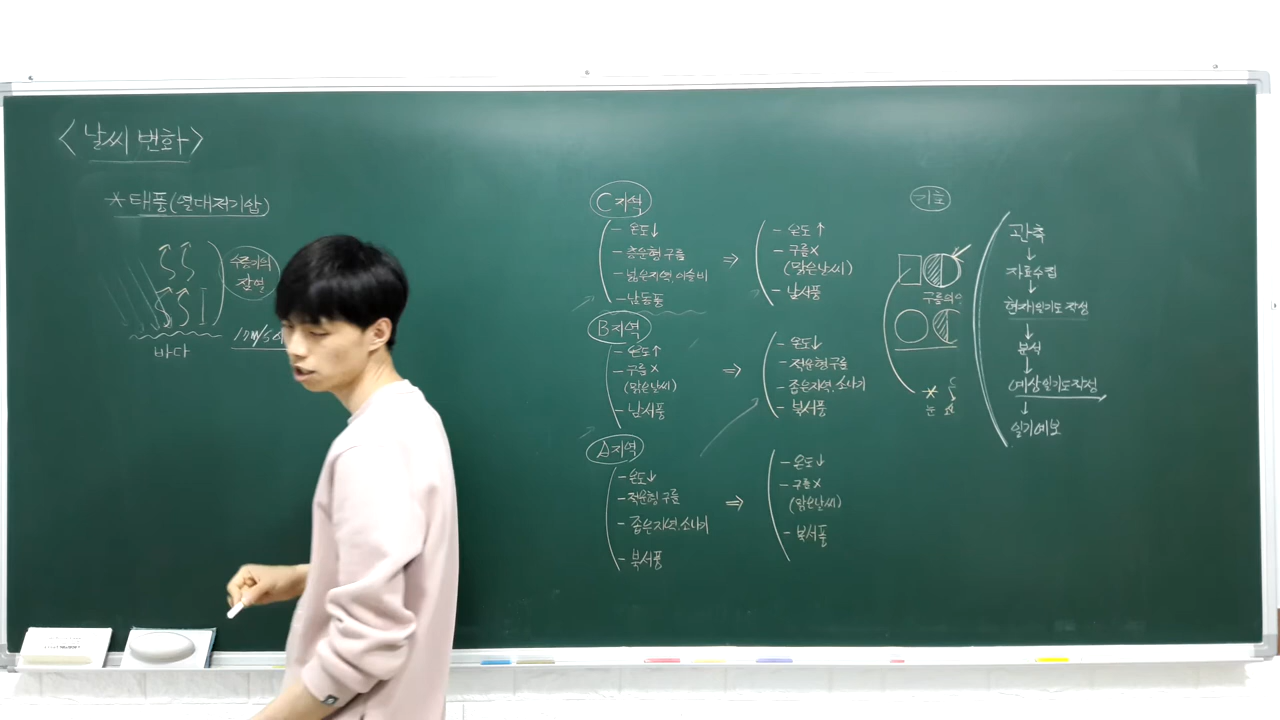 <날씨 변화>
*태풍(열대저기압)
수증기의
잠열
바다
17m/s
C지역
- 온도↓
- 층운형 구름
- 넓은지역, 이슬비
- 남동풍
⇒
- 온도↑
- 구름X
(맑은날씨)
- 남서풍
B지역
- 온도↑
- 구름X
(맑은날씨)
- 남서풍
⇒
- 온도↓
- 적운형 구름
- 좁은지역, 소나기
- 북서풍
A지역
- 온도↓
- 적운형 구름
- 좁은지역, 소나기
- 북서풍
⇒
- 온도↓
- 구름X
(맑은날씨)
- 북서풍
기호
구름의
눈
관측
↓
자료수집
↓
현재일기도 작성
↓
분석
↓
예상일기도작성
↓
일기예보